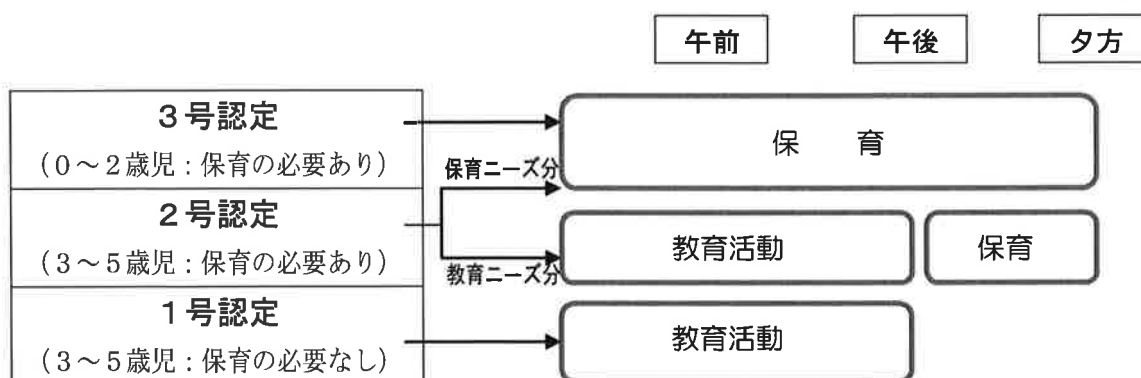 午前
午後
夕方
3号認定
(0～2歳児：保育の必要あり)
保育
保育ニーズ分
2号認定
(3～5歳児：保育の必要あり)
教育活動
保育
教育ニーズ分
1号認定
(3～5歳児：保育の必要なし)
教育活動